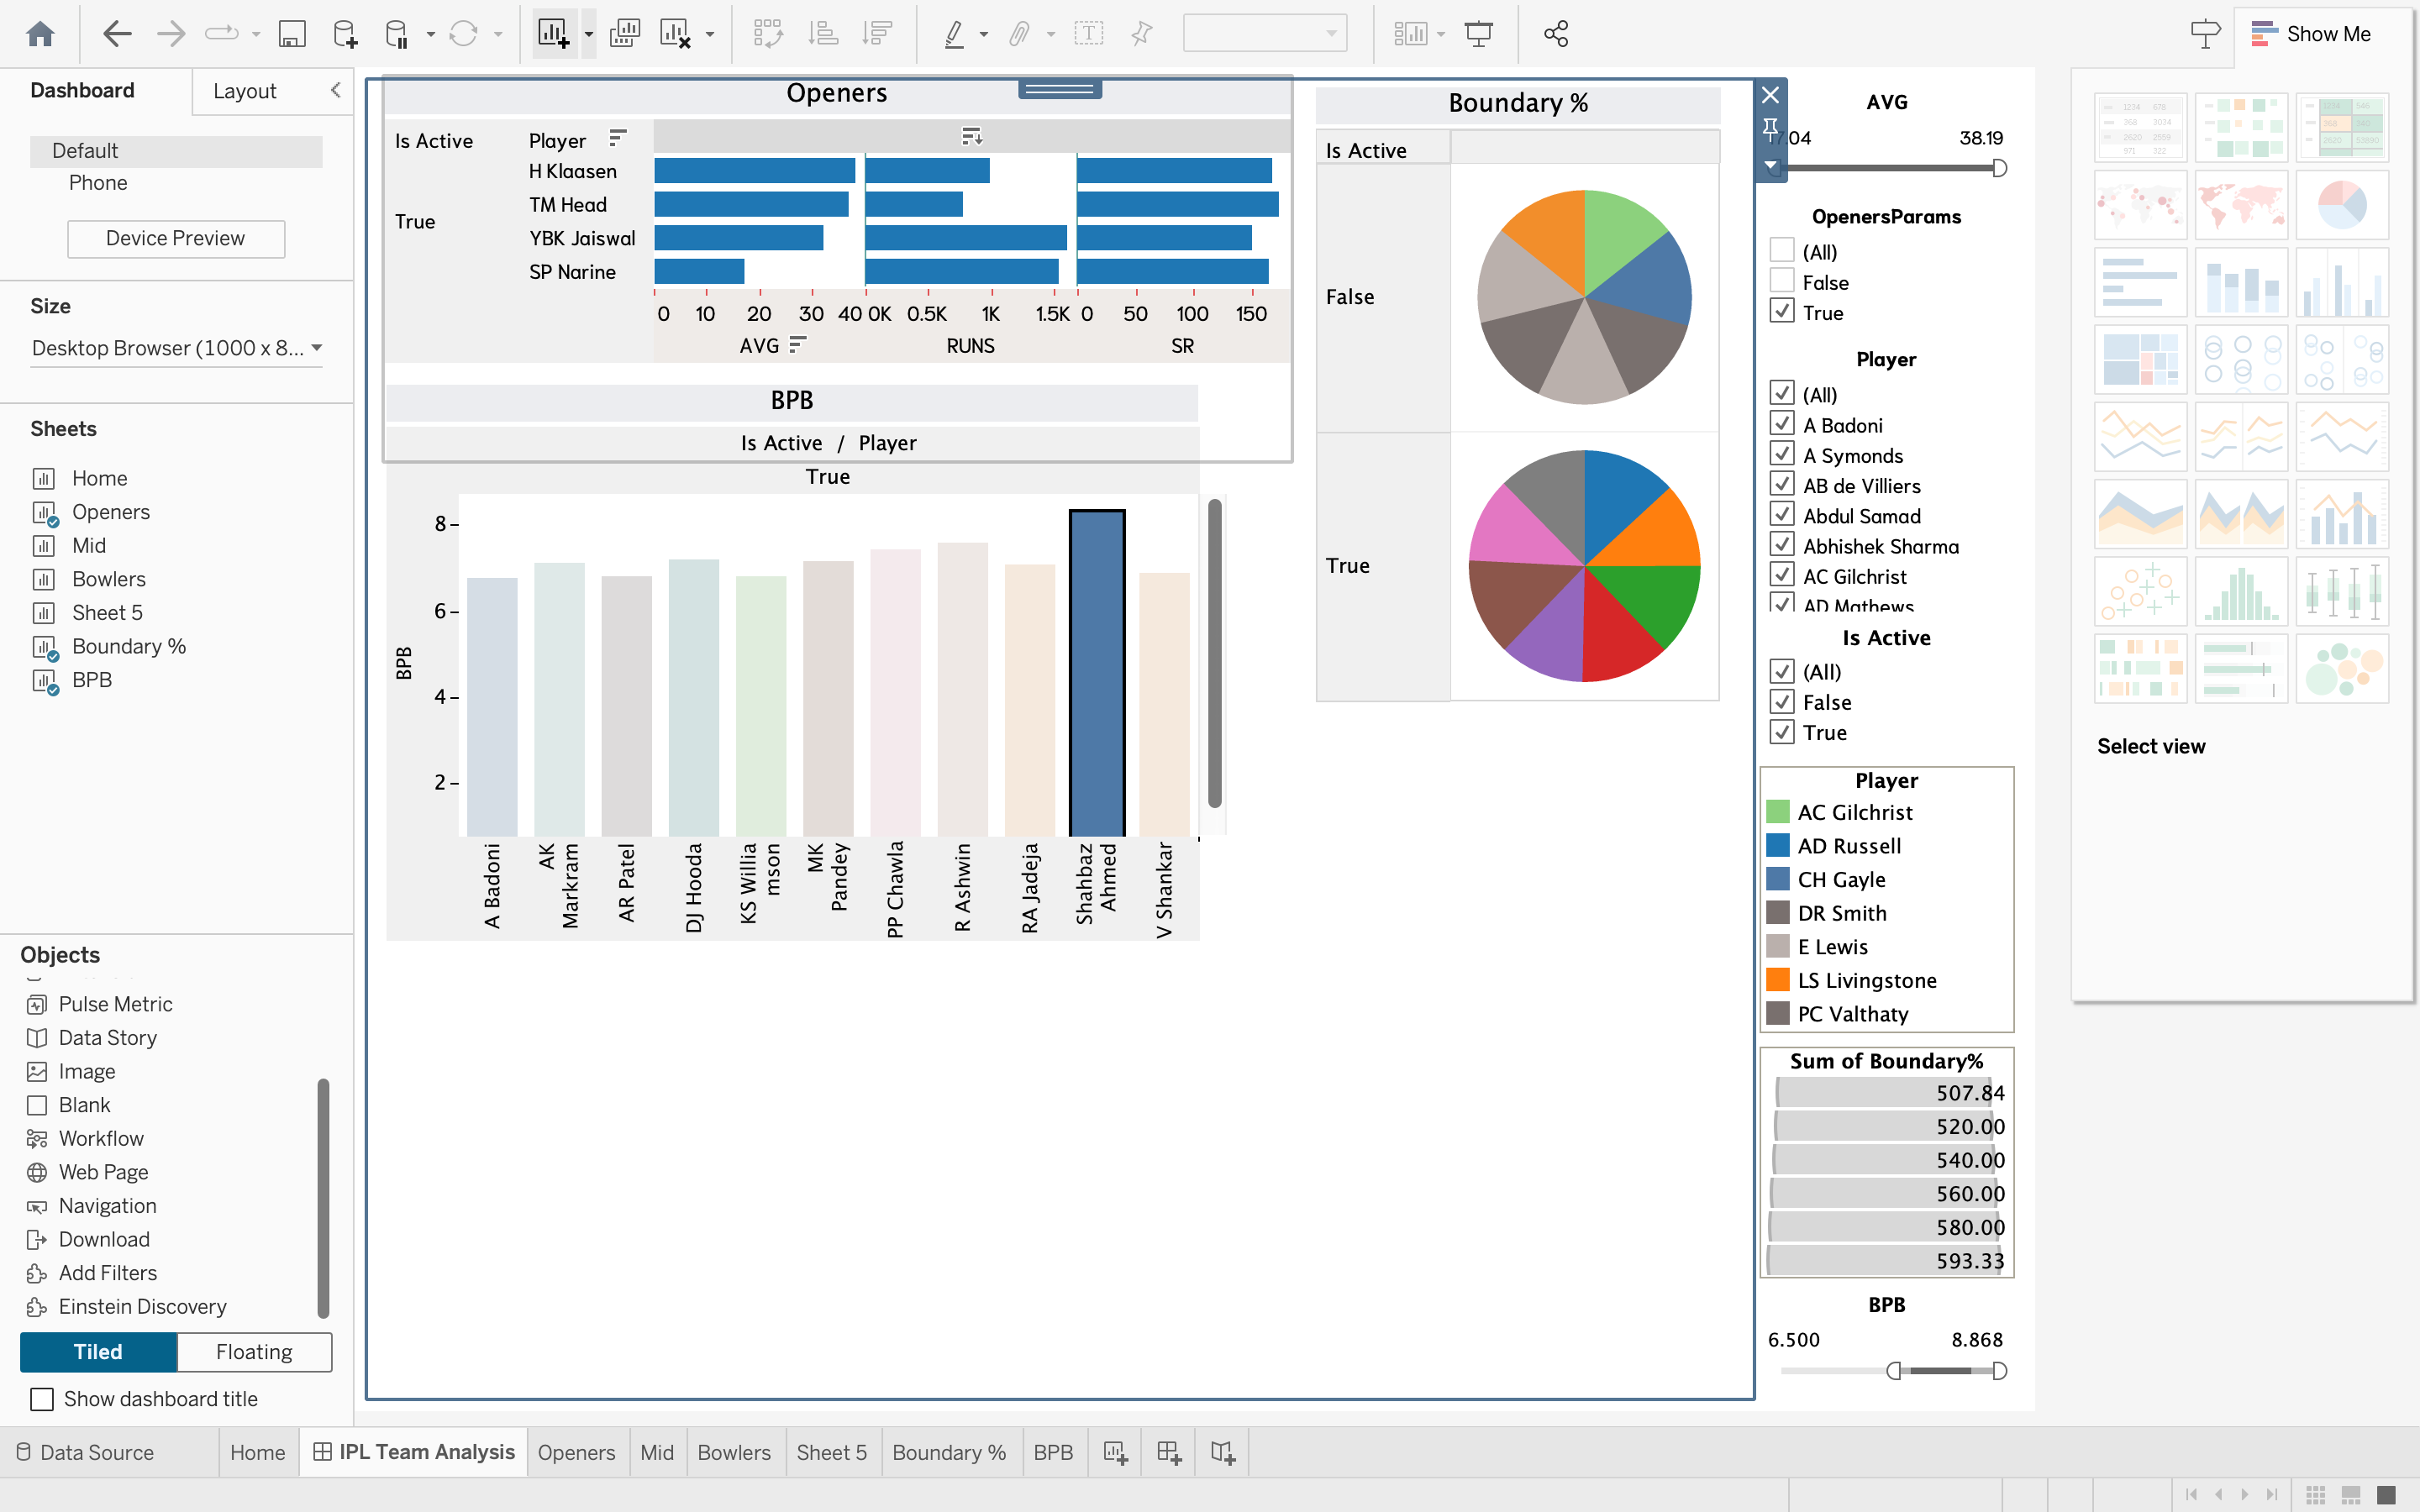 Show Me
Dashboard
Layout
Default
Phone
Device Preview
Size
Desktop Browser (1000 x 8...
Sheets
Home
Openers
Mid
Bowlers
Sheet 5
Boundary %
BPB
Objects
Pulse Metric
Data Story
Image
Blank
Workflow
Web Page
Navigation
Download
Add Filters
Einstein Discovery
Tiled Floating
Show dashboard title
Openers
Is Active Player
True
H Klaasen
TM Head
YBK Jaiswal
SP Narine
0 10 20 30 40 0K 0.5K 1K 1.5K 0 50 100 150
AVG RUNS SR
BPB
Is Active / Player
True
BPB
8
6
4
2
A Badoni
AK Markram
AR Patel
DJ Hooda
KS Willia mson
MK Pandey
PP Chawla
R Ashwin
RA Jadeja
Shahbaz Ahmed
V Shankar
Boundary %
Is Active
False
True
AVG
38.19
OpenersParams
(All)
False
True
Player
(All)
A Badoni
A Symonds
AB de Villiers
Abdul Samad
Abhishek Sharma
AC Gilchrist
AD Mathews
Is Active
(All)
False
True
Player
AC Gilchrist
AD Russell
CH Gayle
DR Smith
E Lewis
LS Livingstone
PC Valthaty
Sum of Boundary%
507.84
520.00
540.00
560.00
580.00
593.33
BPB
6.500 8.868
Select view
Data Source Home IPL Team Analysis Openers Mid Bowlers Sheet 5 Boundary % BPB